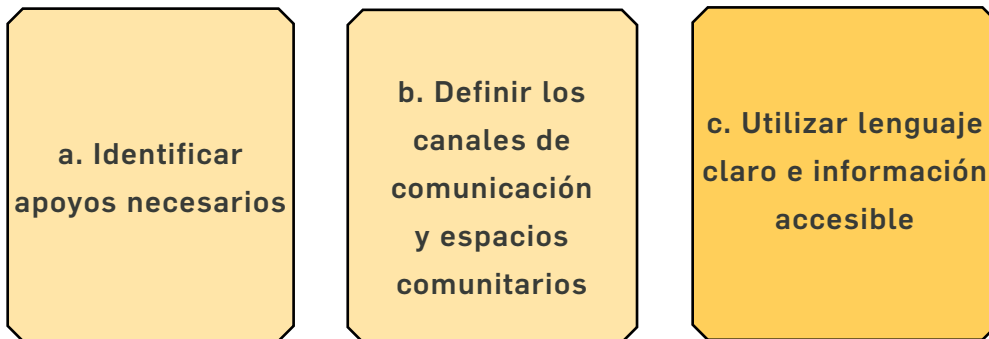 a. Identificar
apoyos necesarios
b. Definir los
canales de
comunicación
y espacios
comunitarios
c. Utilizar lenguaje
claro e información
accesible